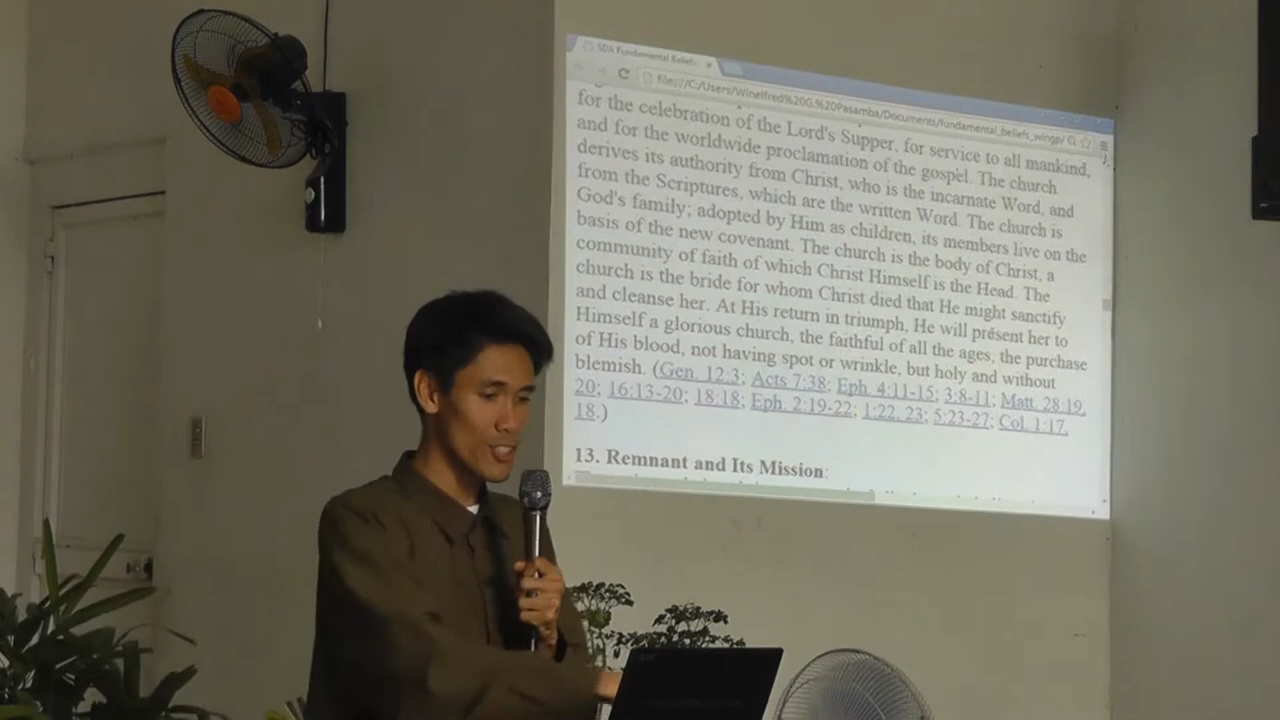 SDA Fundamental Beliefs
file:///C:/Users/Winelfred%20G.%20Pasamba/Documents/fundamental_beliefs_wingp/
for the celebration of the Lord's Supper, for service to all mankind,
and for the worldwide proclamation of the gospel. The church
derives its authority from Christ, who is the incarnate Word, and
from the Scriptures, which are the written Word. The church is
God's family; adopted by Him as children, its members live on the
basis of the new covenant. The church is the body of Christ, a
community of faith of which Christ Himself is the Head. The
church is the bride for whom Christ died that He might sanctify
and cleanse her. At His return in triumph, He will present her to
Himself a glorious church, the faithful of all the ages, the purchase
of His blood, not having spot or wrinkle, but holy and without
blemish. (Gen. 12:3; Acts 7:38; Eph. 4:11-15; 3:8-11; Matt. 28:19,
20; 16:13-20; 18:18; Eph. 2:19-22; 1:22, 23; 5:23-27; Col. 1:17,
18.)
13. Remnant and Its Mission: